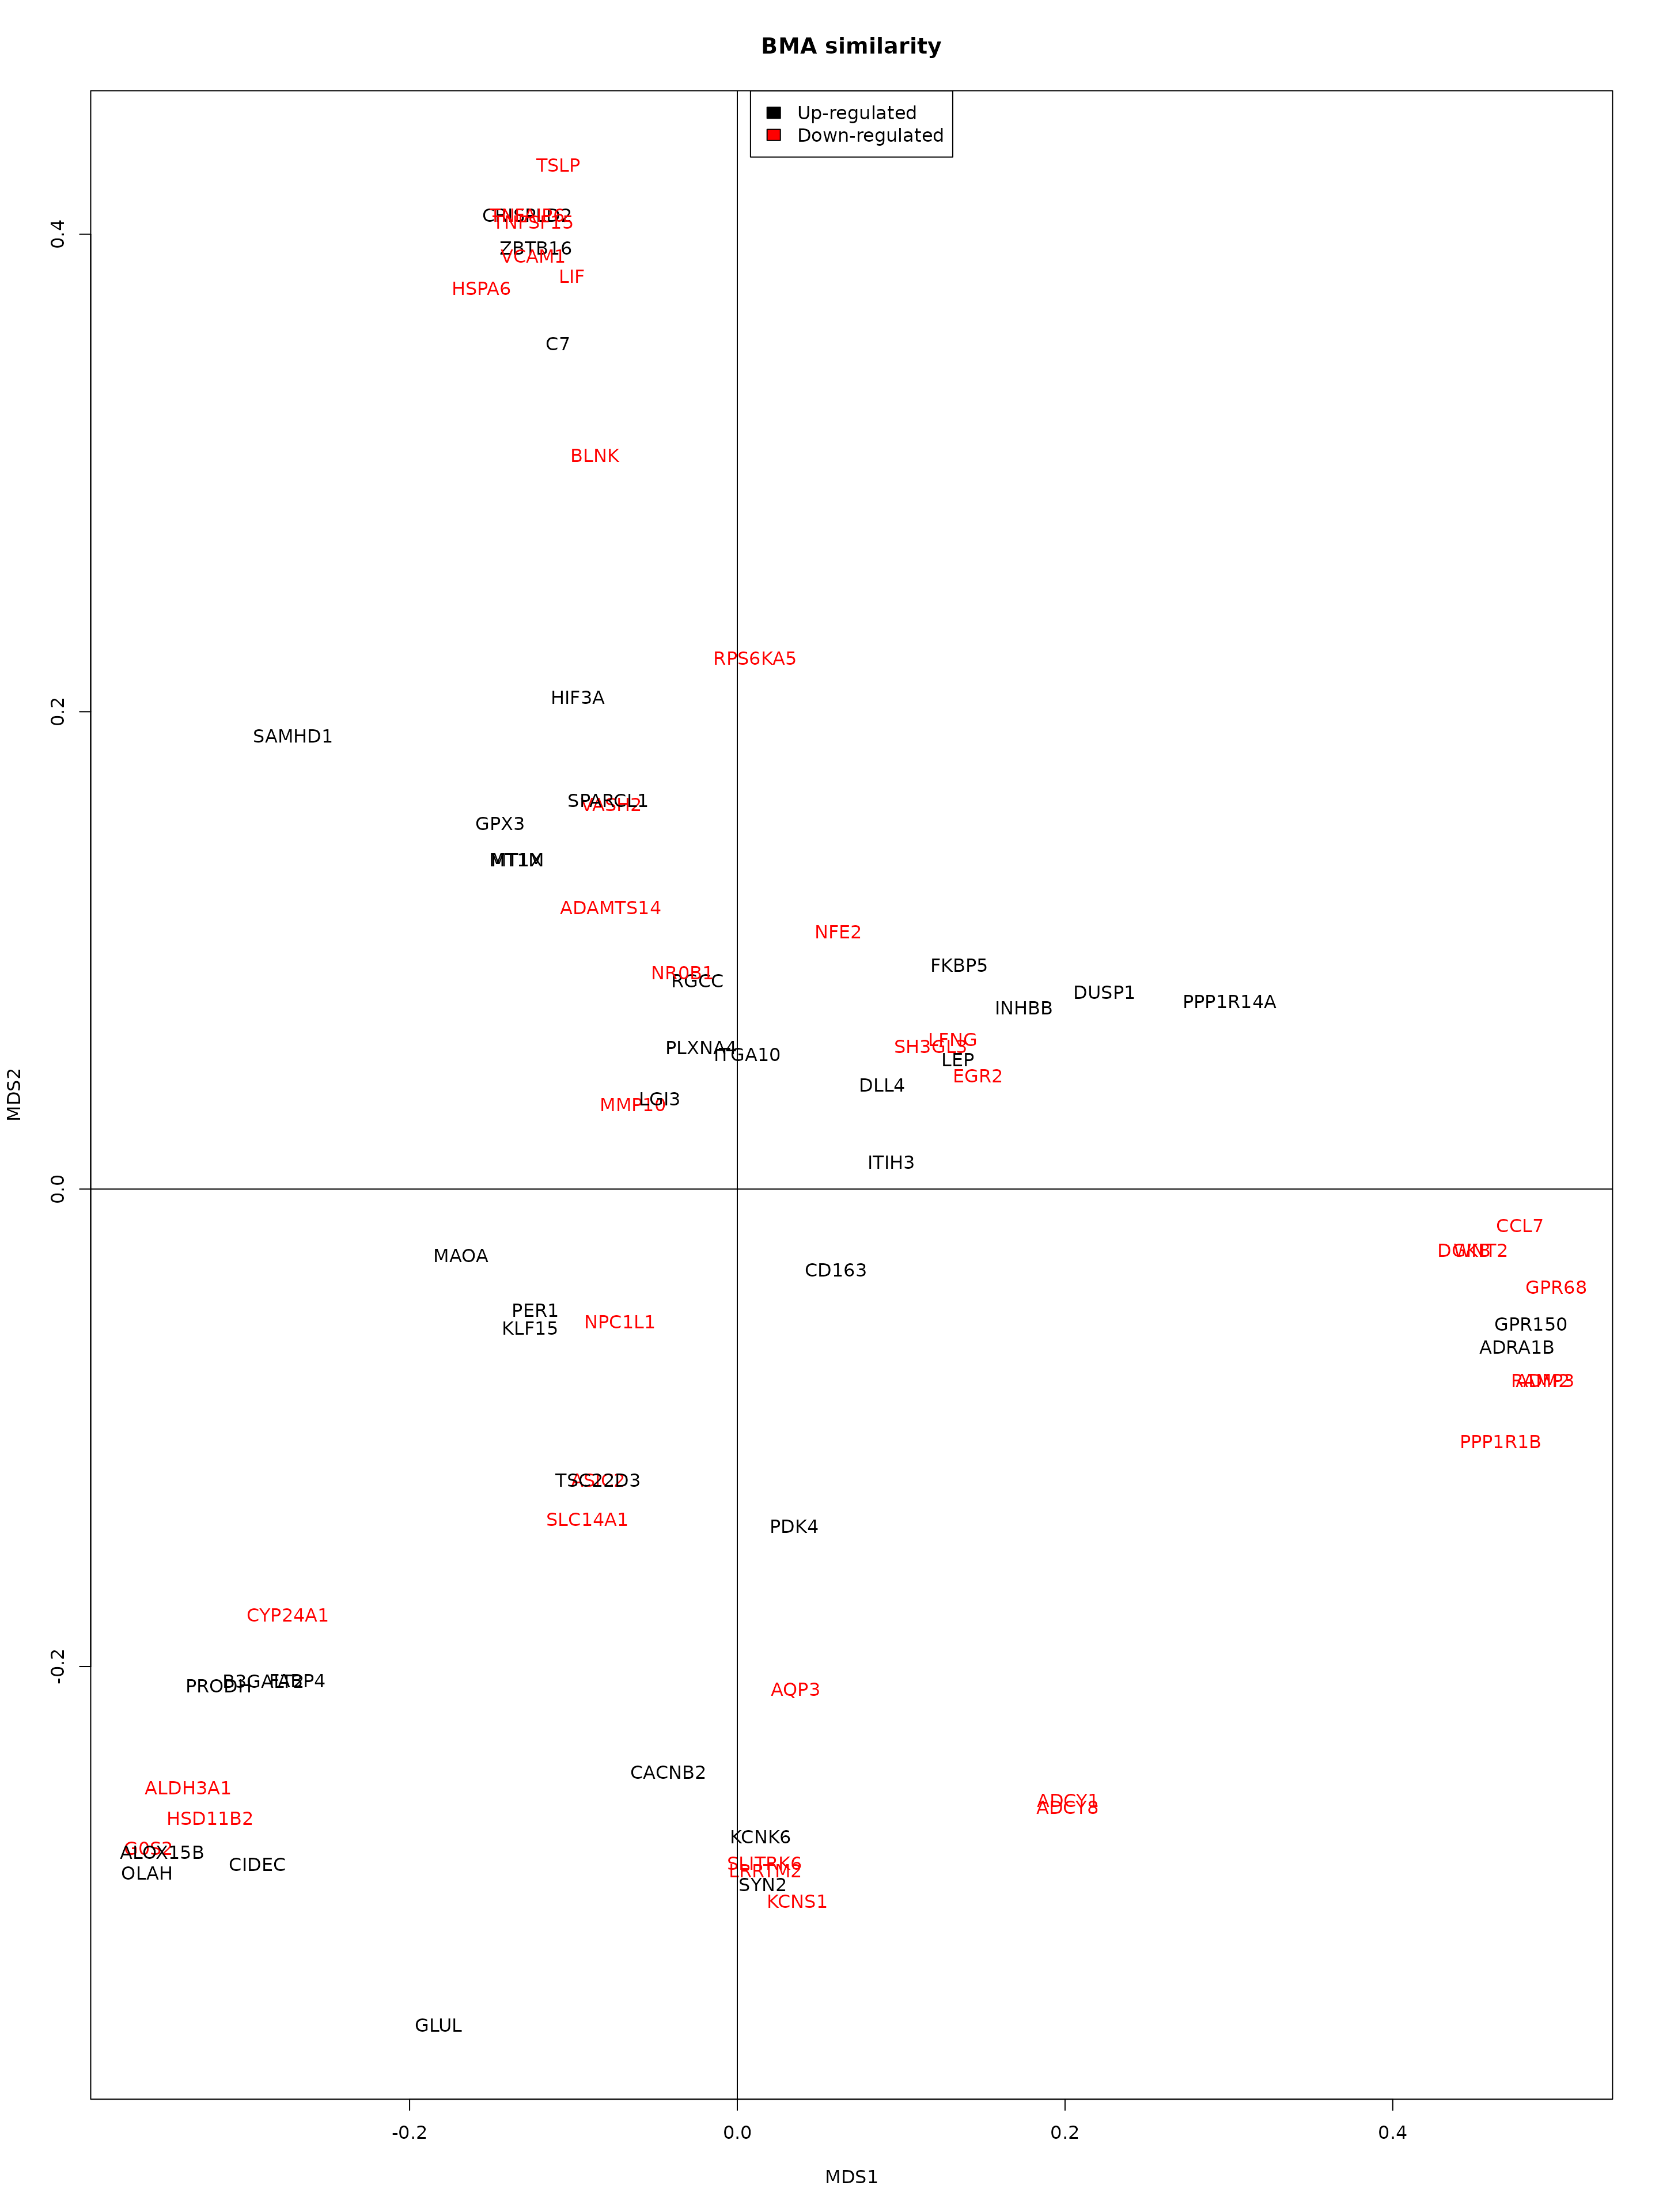 BMA similarity
Up-regulated
Down-regulated
TSLP
CRISPLD2
TNFSF15
0.4
ZBTB16
VCAM1
LIF
HSPA6
C7
BLNK
RPS6KA5
HIF3A
0.2
SAMHD1
SPARCL1
VASH2
GPX3
MT1X
ADAMTS14
NFE2
FKBP5
NR0B1
RGCC
DUSP1
PPP1R14A
INHBB
LFNG
SH3GL3
PLXNA4
ITGA10
LEP
EGR2
DLL4
LGI3
MMP10
MDS2
ITIH3
0.0
CCL7
DGKB
WNT2
MAOA
CD163
GPR68
PER1
NPC1L1
KLF15
GPR150
ADRA1B
ADM2
RAMP3
PPP1R1B
TSC22D3
ASIC2
SLC14A1
PDK4
CYP24A1
-0.2
B3GALT2
FABP4
PRODH
AQP3
CACNB2
ALDH3A1
ADCY1
ADCY8
HSD11B2
KCNK6
G0S2
ALOX15B
SLITRK6
CIDEC
LRRTM2
OLAH
SYN2
KCNS1
GLUL
-0.2 0.0 0.2 0.4
MDS1